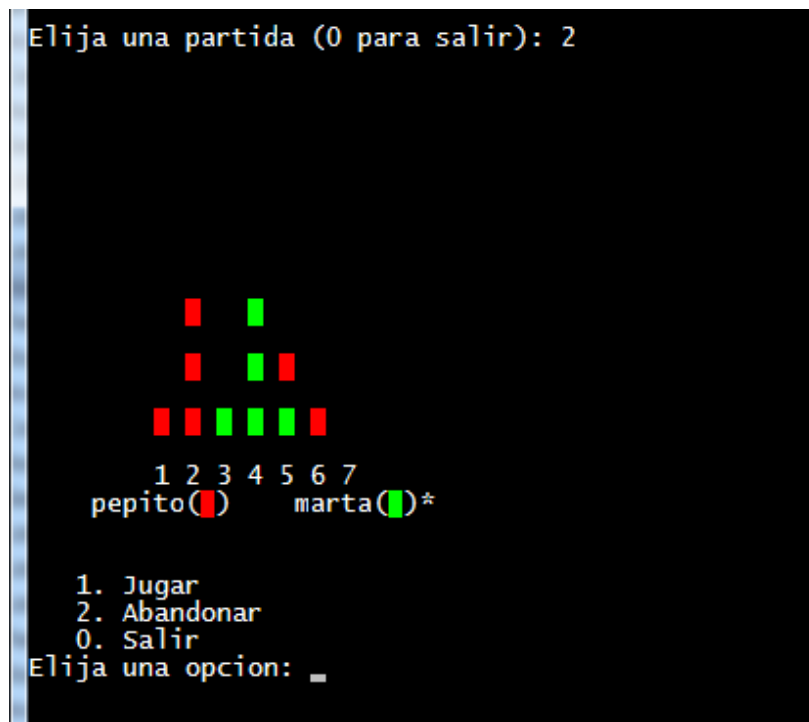 Elija una partida (0 para salir): 2
1 2 3 4 5 6 7
pepito( ) marta( )*
1. Jugar
2. Abandonar
0. Salir
Elija una opcion: _